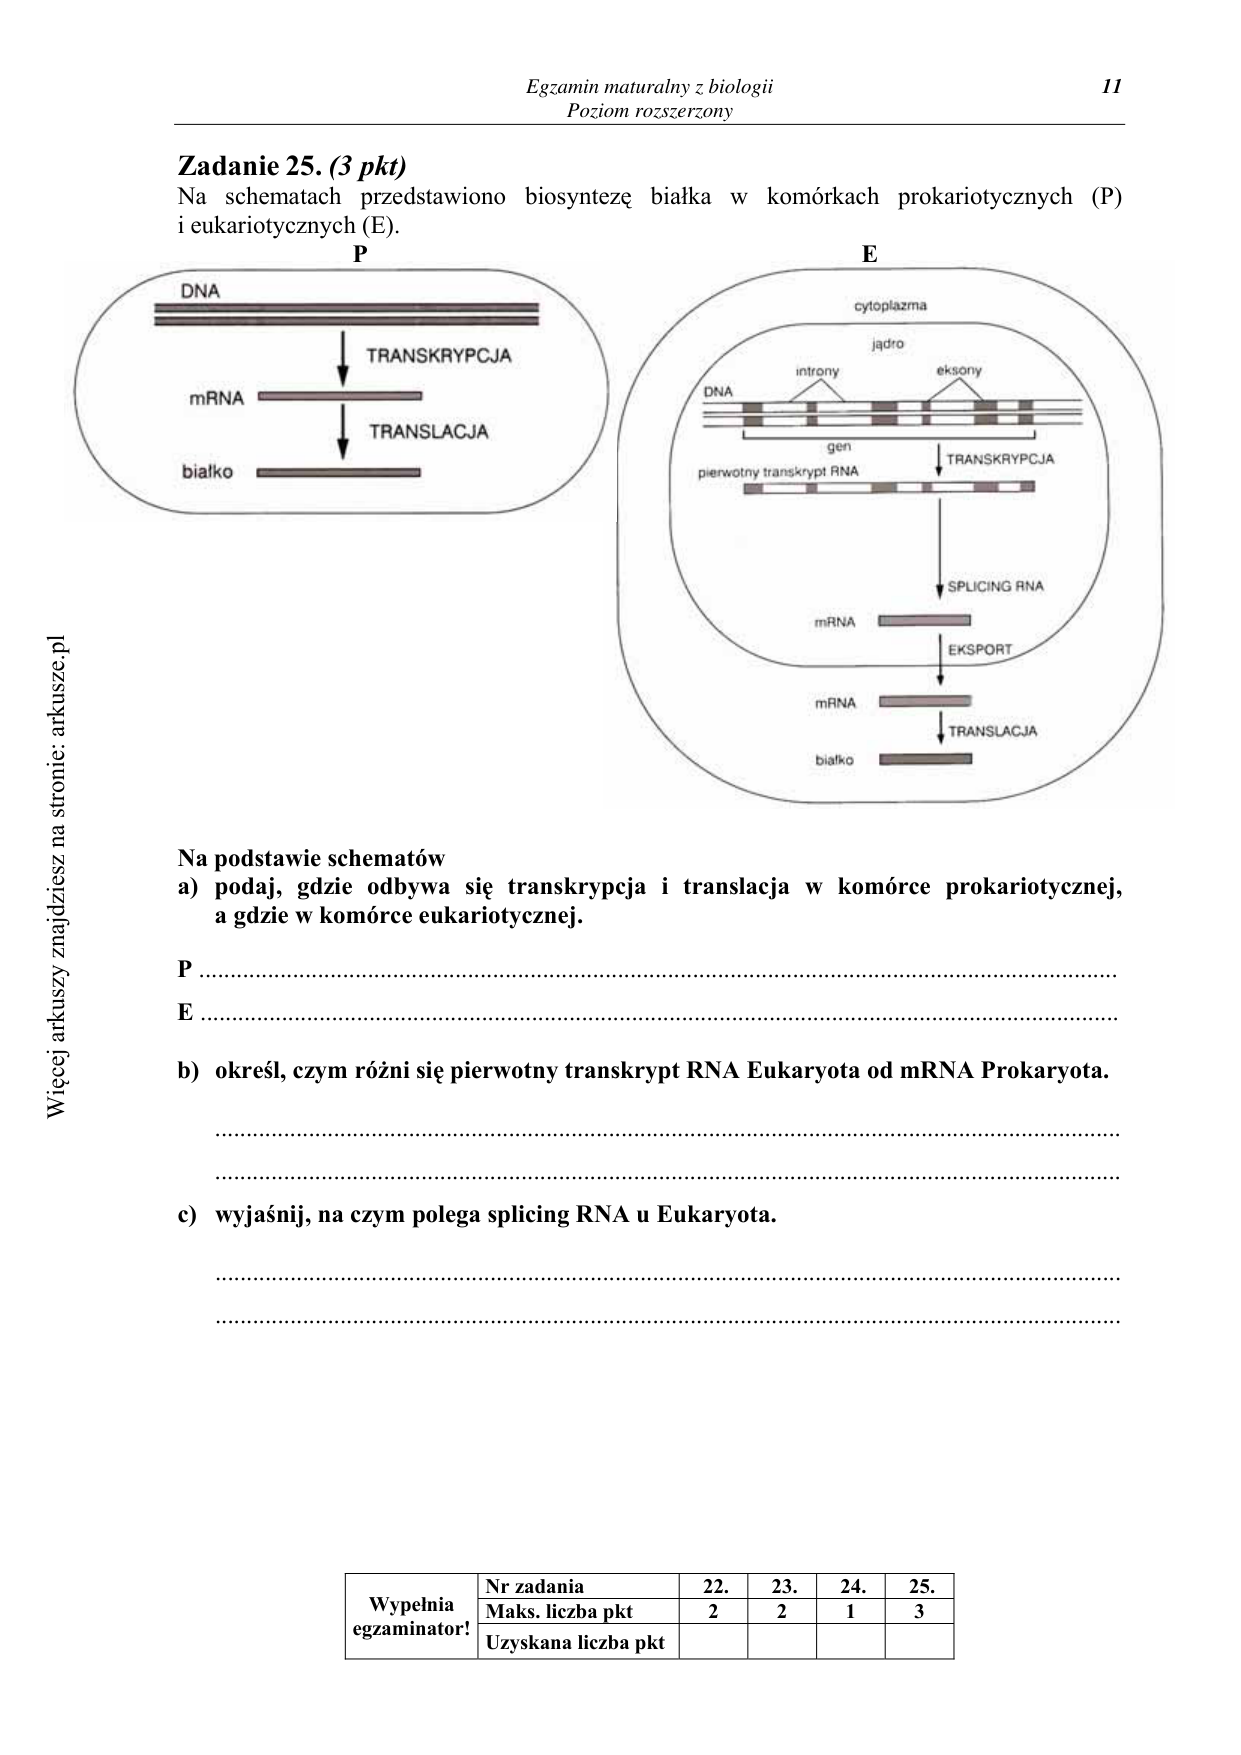 Egzamin maturalny z biologii
Poziom rozszerzony
11
Zadanie 25. (3 pkt)
Na schematach przedstawiono biosyntezę białka w komórkach prokariotycznych (P)
i eukariotycznych (E).
P
DNA
TRANSKRYPCJA
mRNA
TRANSLACJA
białko
E
cytoplazma
jądro
introny
eksony
DNA
gen
TRANSKRYPCJA
pierwotny transkrypt RNA
SPLICING RNA
mRNA
EKSPORT
mRNA
TRANSLACJA
białko
Na podstawie schematów
a) podaj, gdzie odbywa się transkrypcja i translacja w komórce prokariotycznej,
a gdzie w komórce eukariotycznej.
P ....................................................................................................
E ....................................................................................................
b) określ, czym różni się pierwotny transkrypt RNA Eukaryota od mRNA Prokaryota.
....................................................................................................
....................................................................................................
c) wyjaśnij, na czym polega splicing RNA u Eukaryota.
....................................................................................................
....................................................................................................
Wypełnia
egzaminator!
Nr zadania 22. 23. 24. 25.
Maks. liczba pkt 2 2 1 3
Uzyskana liczba pkt
Więcej arkuszy znajdziesz na stronie: arkusze.pl